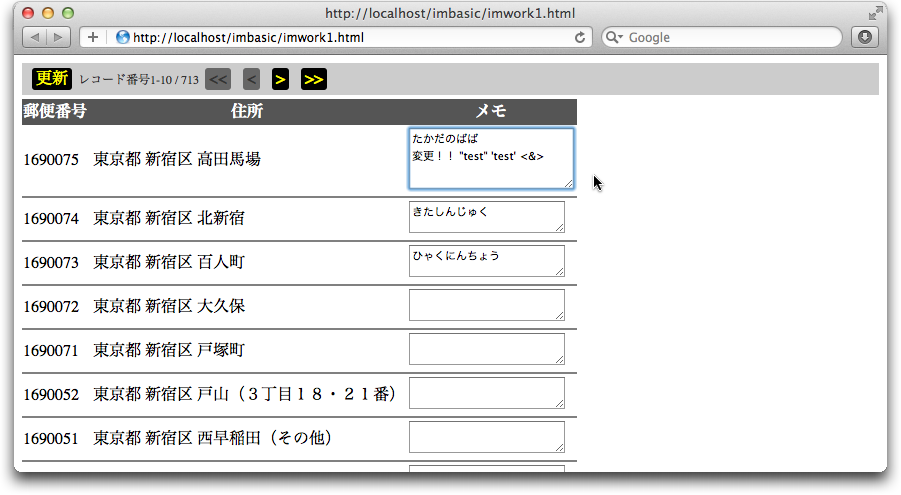 http://localhost/imbasic/imwork1.html
http://localhost/imbasic/imwork1.html
Google
更新 レコード番号1-10 / 713 << < > >>
郵便番号 住所 メモ
1690075 東京都 新宿区 高田馬場
たかだのばば
変更！！ "test" 'test' <&>
1690074 東京都 新宿区 北新宿 きたしんじゅく
1690073 東京都 新宿区 百人町 ひゃくにんちょう
1690072 東京都 新宿区 大久保
1690071 東京都 新宿区 戸塚町
1690052 東京都 新宿区 戸山（３丁目１８・２１番）
1690051 東京都 新宿区 西早稲田（その他）